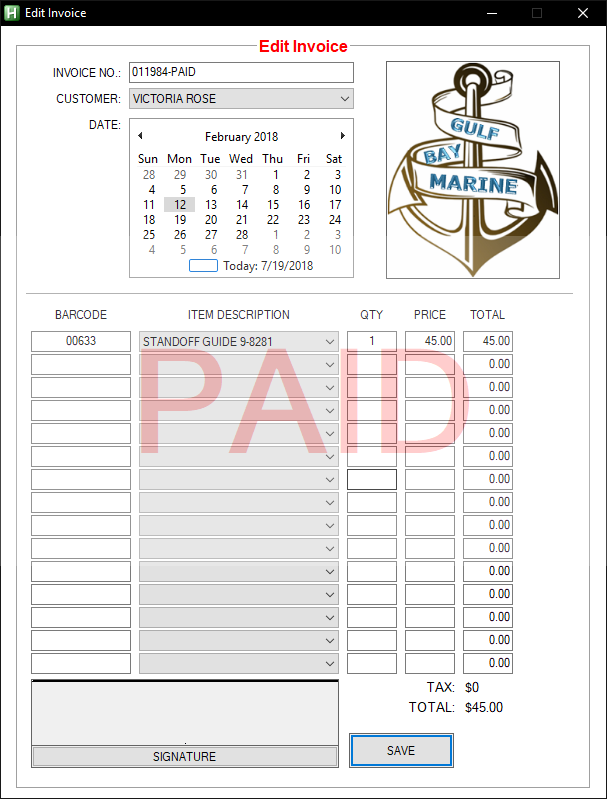 Edit Invoice
Edit Invoice
INVOICE NO.: 011984-PAID
CUSTOMER: VICTORIA ROSE
DATE:
February 2018
Sun Mon Tue Wed Thu Fri Sat
28 29 30 31 1 2 3
4 5 6 7 8 9 10
11 12 13 14 15 16 17
18 19 20 21 22 23 24
25 26 27 28 1 2 3
4 5 6 7 8 9 10
Today: 7/19/2018
GULF
BAY
MARINE
BARCODE ITEM DESCRIPTION QTY PRICE TOTAL
00633 STANDOFF GUIDE 9-8281 1 45.00 45.00
0.00
0.00
0.00
0.00
0.00
0.00
0.00
0.00
0.00
0.00
0.00
0.00
0.00
0.00
PAID
TAX: $0
TOTAL: $45.00
SIGNATURE
SAVE